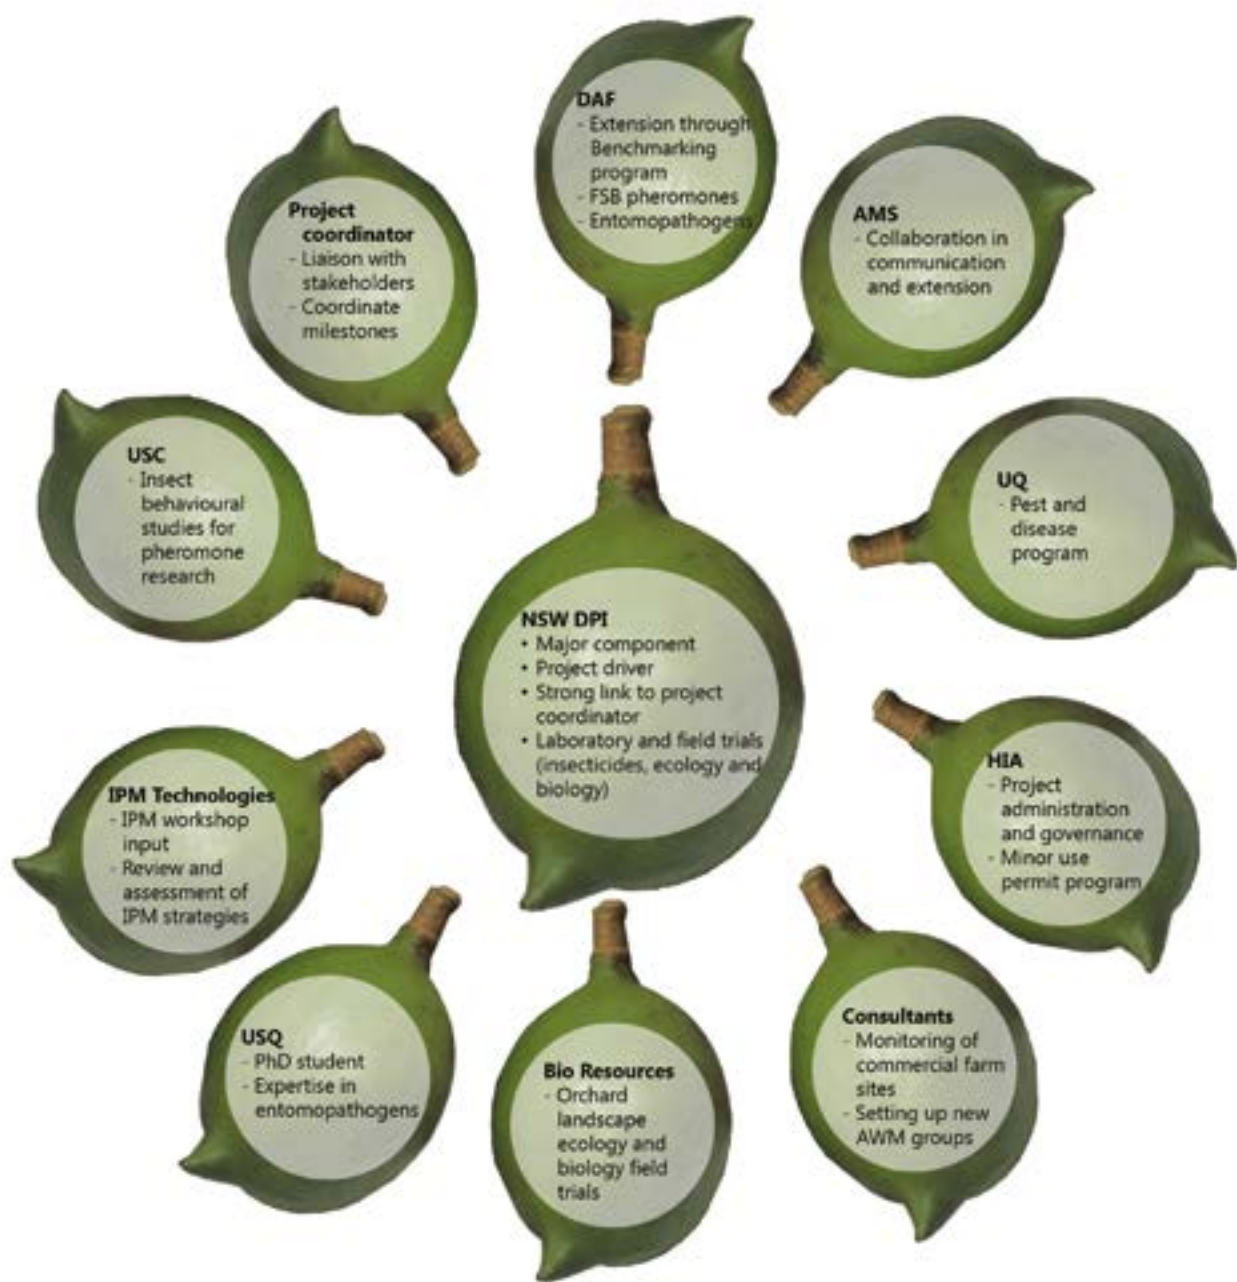 DAF
- Extension through
Benchmarking
program
- FSB pheromones
- Entomopathogens
AMS
- Collaboration in
communication
and extension
Project
coordinator
- Liaison with
stakeholders
- Coordinate
milestones
USC
- Insect
behavioural
studies for
pheromone
research
UQ
- Pest and
disease
program
NSW DPI
• Major component
• Project driver
• Strong link to project
coordinator
• Laboratory and field trials
(insecticides, ecology and
biology)
HIA
- Project
administration
and governance
- Minor use
permit program
IPM Technologies
- IPM workshop
input
- Review and
assessment of
IPM strategies
USQ
- PhD student
- Expertise in
entomopathogens
Bio Resources
- Orchard
landscape
ecology and
biology field
trials
Consultants
- Monitoring of
commercial farm
sites
- Setting up new
AWM groups